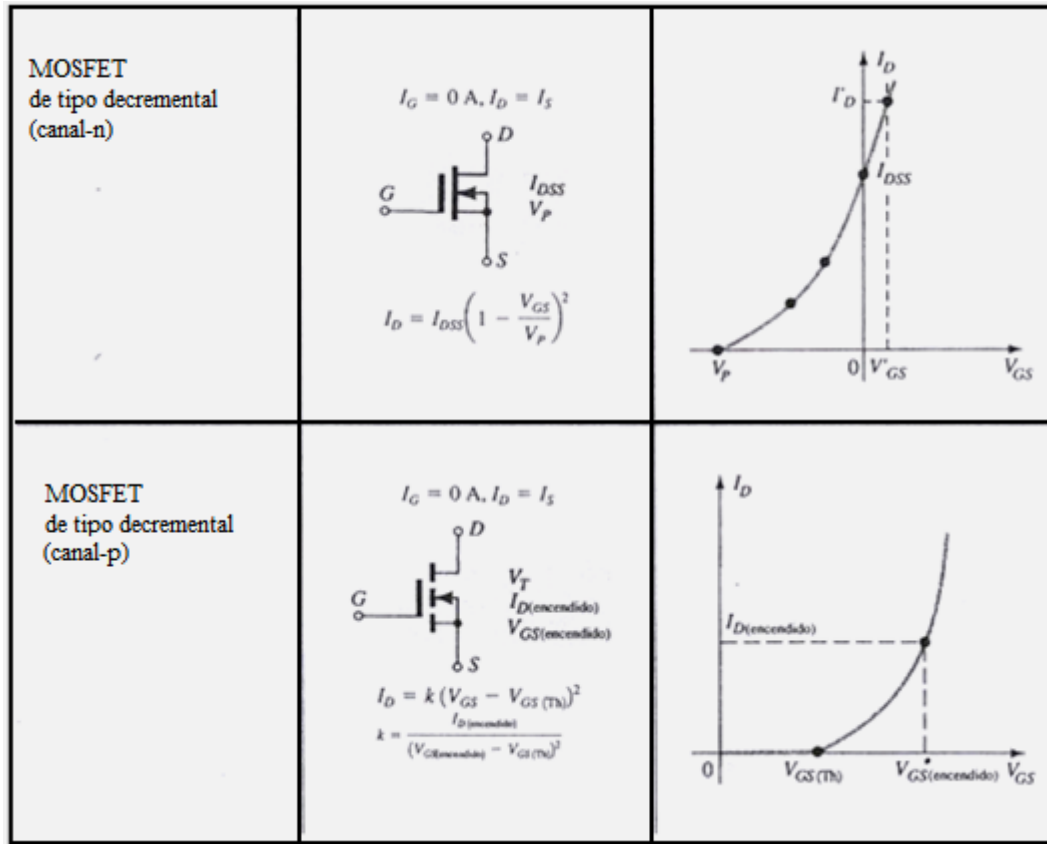 MOSFET
de tipo decremental
(canal-n)
I_G = 0 A, I_D = I_S
D
G
I_DSS
V_P
S
I_D = I_DSS(1 - V_GS/V_P)^2
I_D
I'_D
I_DSS
V_P
0
V'_GS
V_GS
MOSFET
de tipo decremental
(canal-p)
I_G = 0 A, I_D = I_S
D
V_T
G
I_D(encendido)
V_GS(encendido)
S
I_D = k (V_GS - V_GS (Th))^2
k = I_D(encendido)/(V_GS(encendido) - V_GS(Th))^2
I_D
I_D(encendido)
0
V_GS(Th)
V_GS(encendido)
V_GS